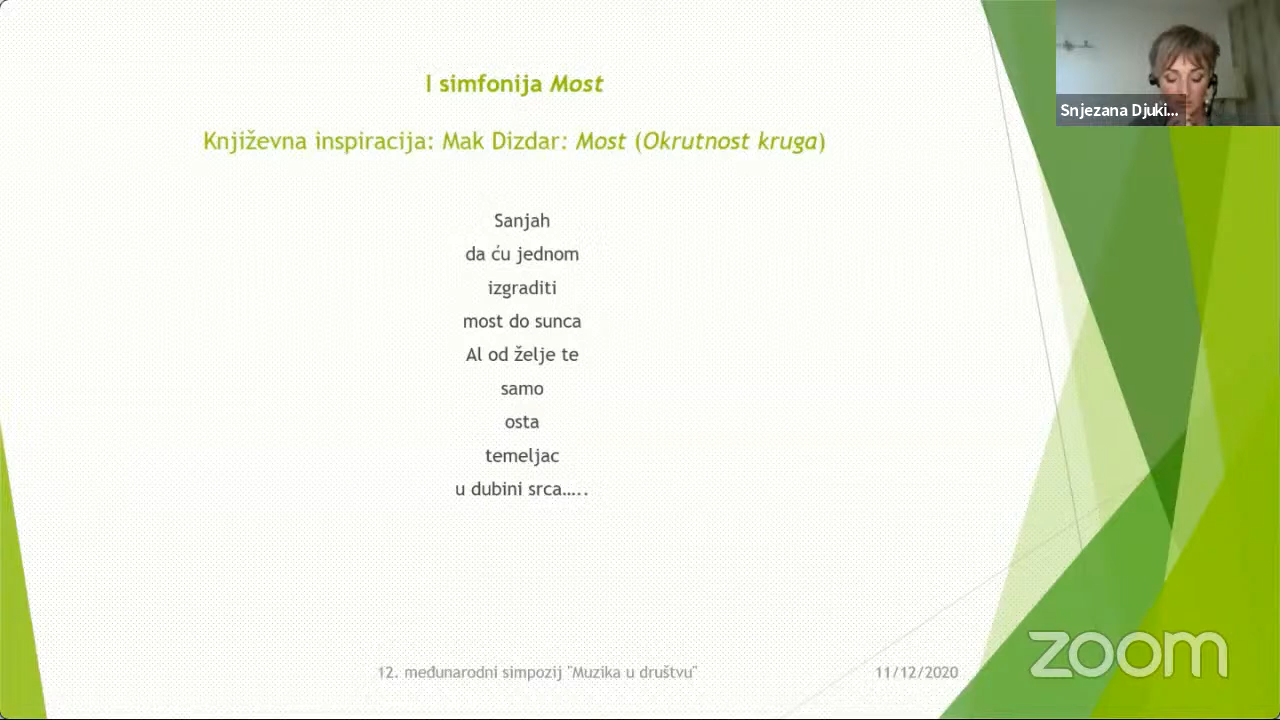 I simfonija Most
Književna inspiracija: Mak Dizdar: Most (Okrutnost kruga)
Sanjah
da ću jednom
izgraditi
most do sunca
Al od želje te
samo
osta
temeljac
u dubini srca…..
12. međunarodni simpozij "Muzika u društvu"
11/12/2020
Snjezana Djuki...
zoom